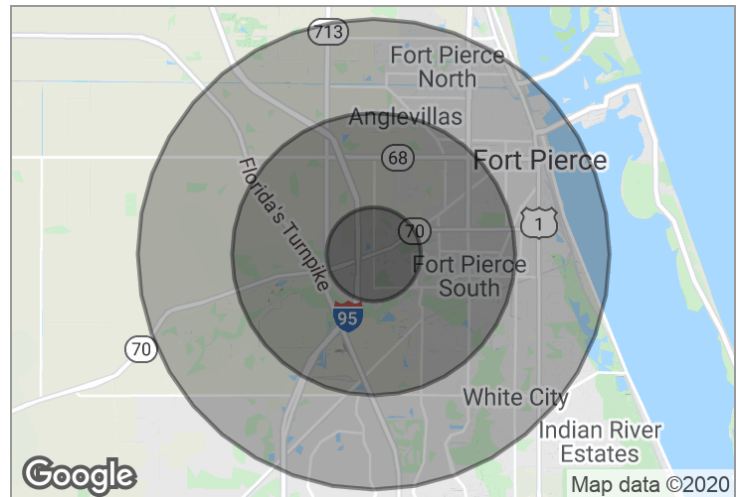 713
Fort Pierce
North
Anglevillas
68
Fort Pierce
Florida's Turnpike
70
1
Fort Pierce
South
95
70
White City
Indian River
Estates
Google
Map data ©2020